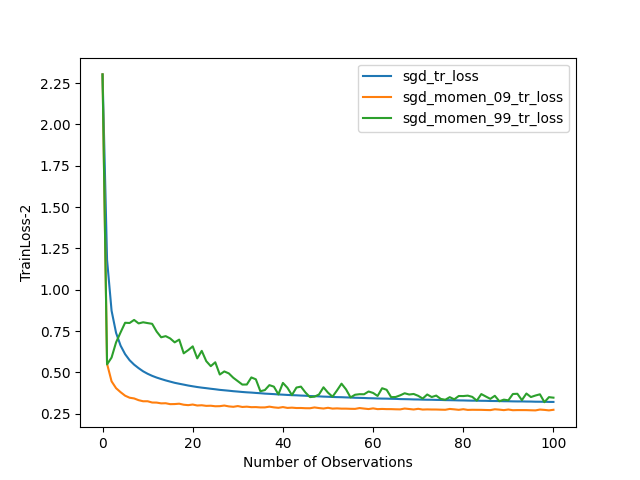 sgd_tr_loss
sgd_momen_09_tr_loss
sgd_momen_99_tr_loss
2.25
2.00
1.75
1.50
1.25
1.00
0.75
0.50
0.25
TrainLoss-2
0 20 40 60 80 100
Number of Observations